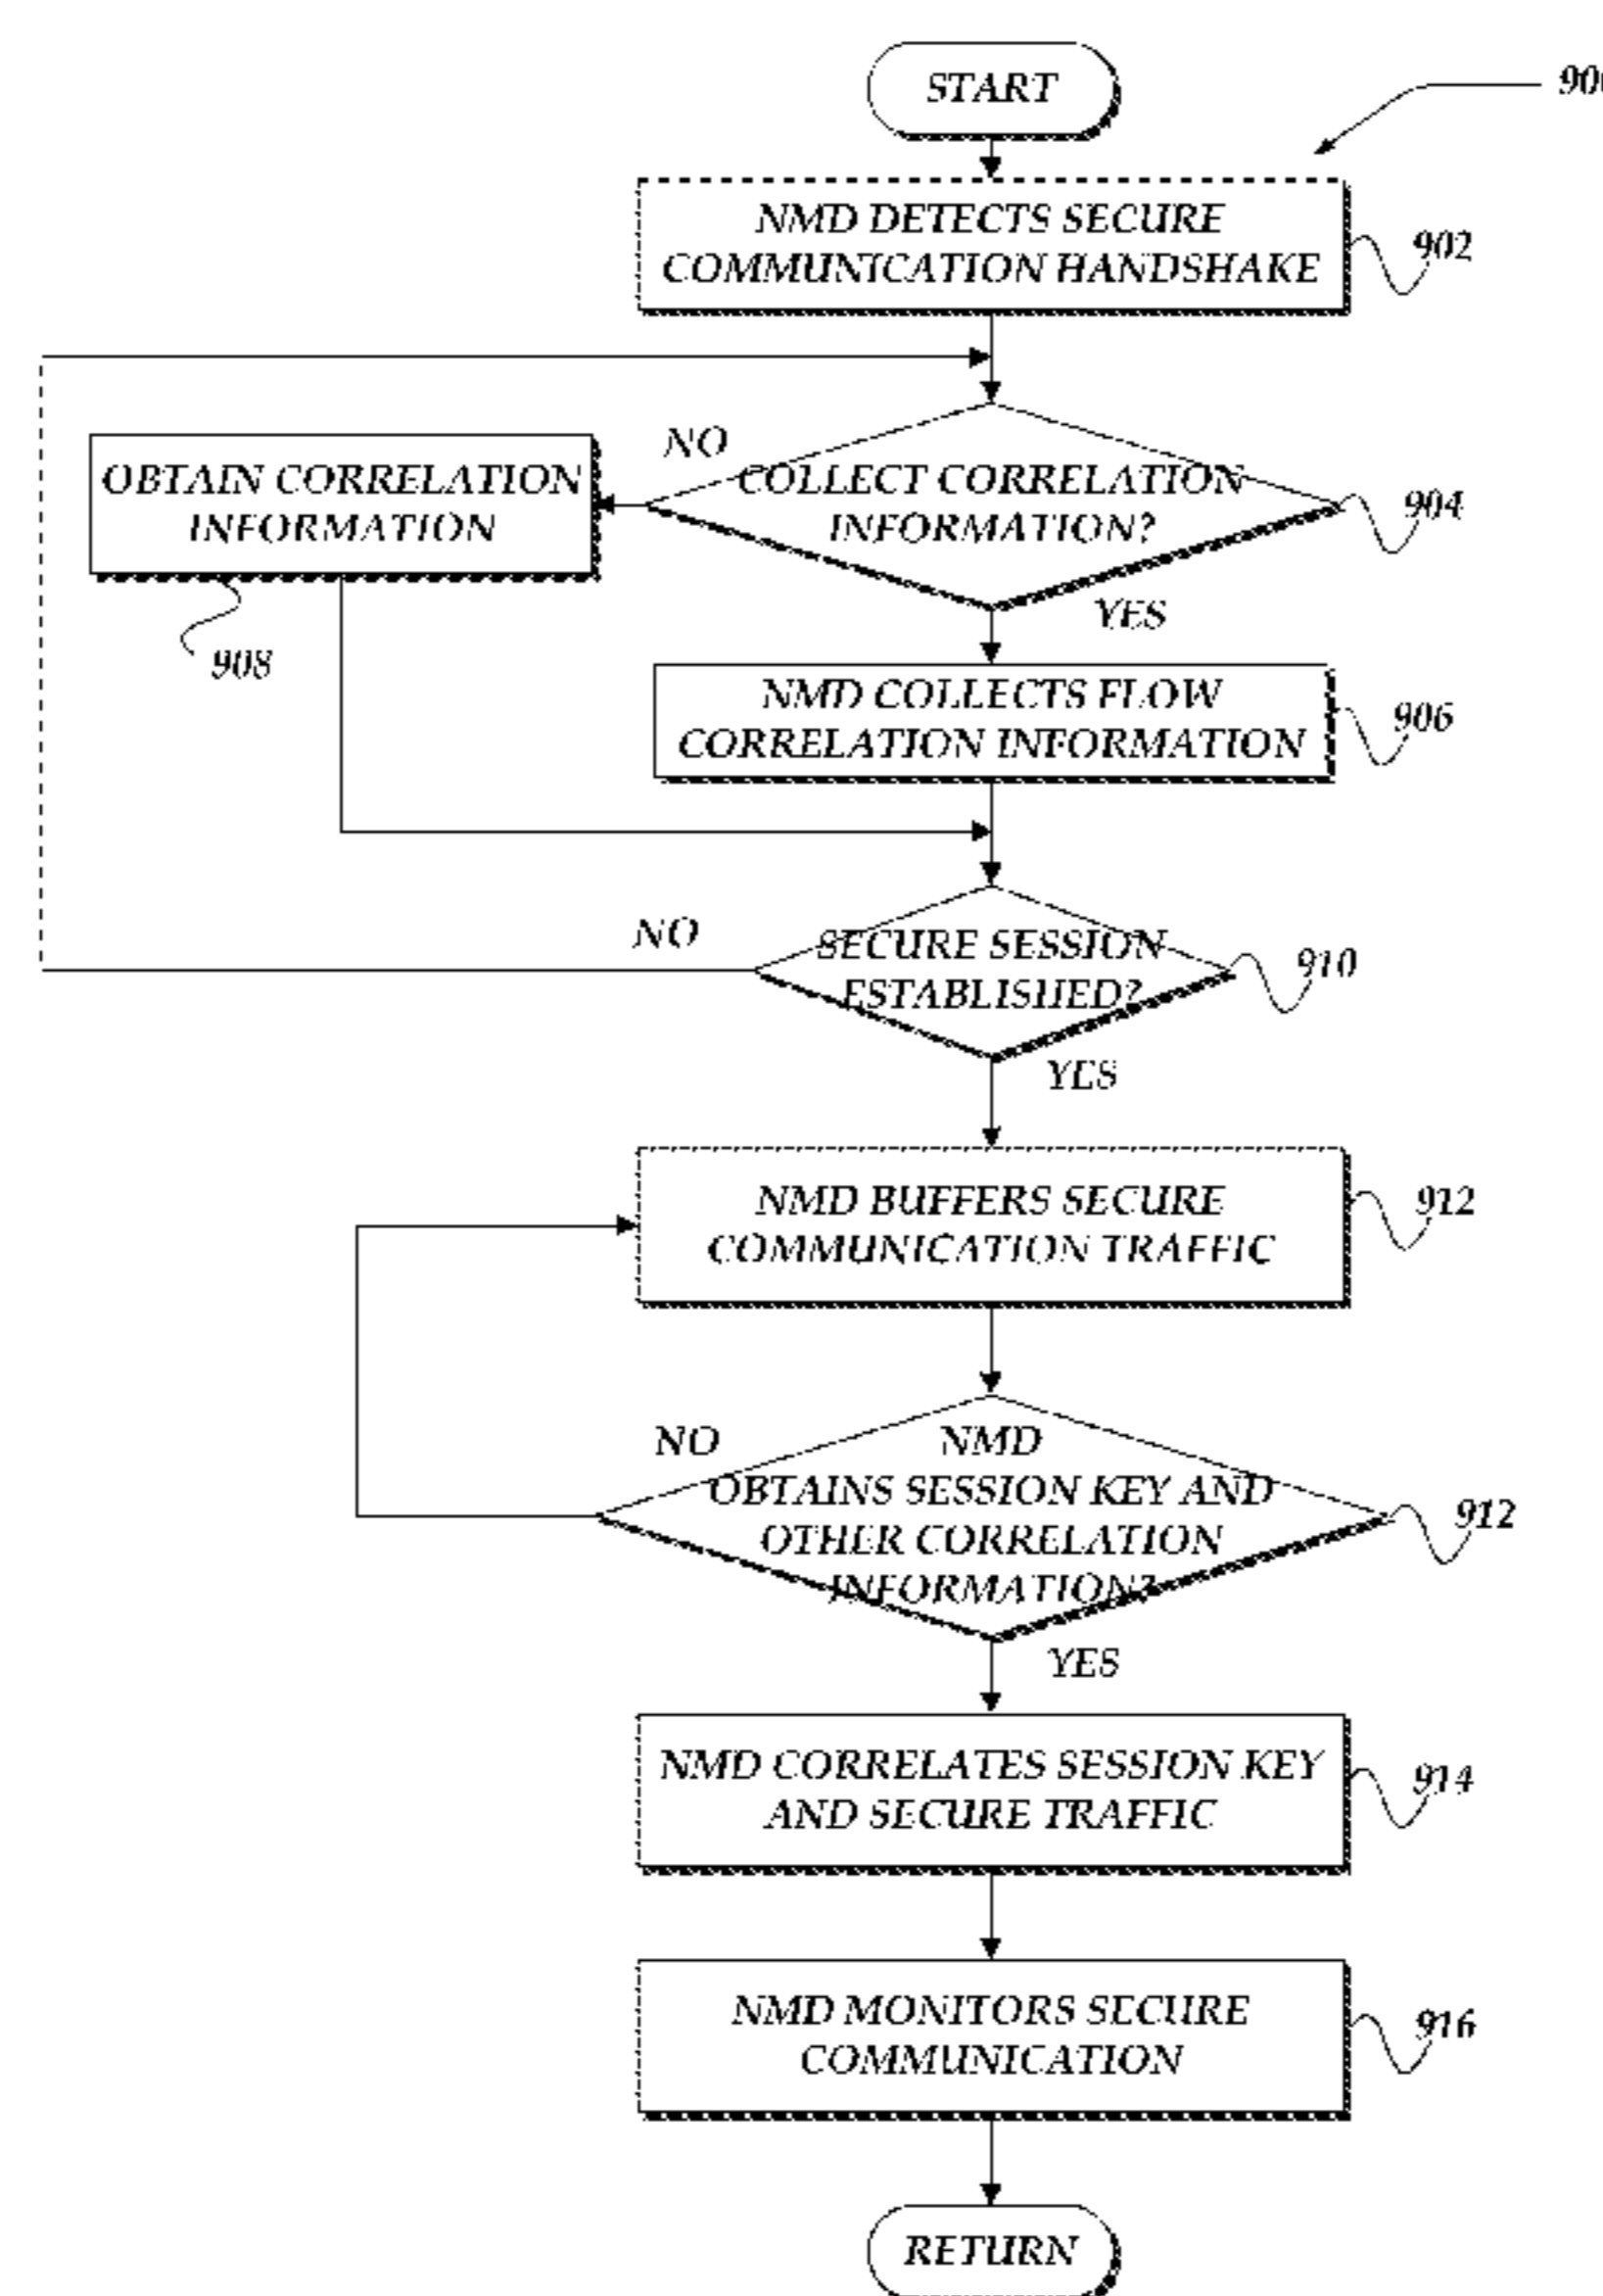 START
900
NMD DETECTS SECURE
COMMUNICATION HANDSHAKE
902
NO
COLLECT CORRELATION
INFORMATION?
904
OBTAIN CORRELATION
INFORMATION
YES
908
NMD COLLECTS FLOW
CORRELATION INFORMATION
906
NO
SECURE SESSION
ESTABLISHED?
910
YES
NMD BUFFERS SECURE
COMMUNICATION TRAFFIC
912
NO
NMD
OBTAINS SESSION KEY AND
OTHER CORRELATION
INFORMATION?
912
YES
NMD CORRELATES SESSION KEY
AND SECURE TRAFFIC
914
NMD MONITORS SECURE
COMMUNICATION
916
RETURN